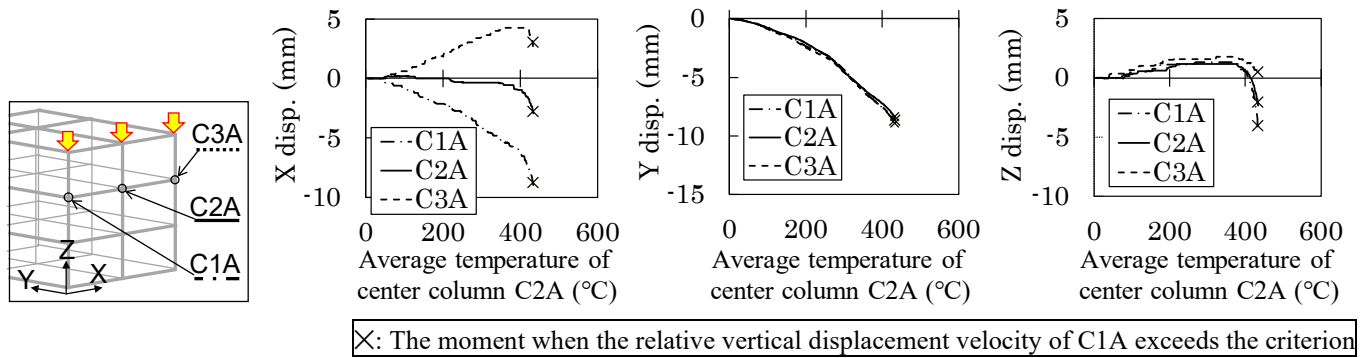 C3A
C2A
C1A
Z
Y
X
X disp. (mm)
5
0
-5
-10
C1A
C2A
C3A
0
200
400
600
Average temperature of
center column C2A (°C)
Y disp. (mm)
0
-5
-10
-15
C1A
C2A
C3A
0
200
400
600
Average temperature of
center column C2A (°C)
Z disp. (mm)
5
0
-5
-10
C1A
C2A
C3A
0
200
400
600
Average temperature of
center column C2A (°C)
×: The moment when the relative vertical displacement velocity of C1A exceeds the criterion